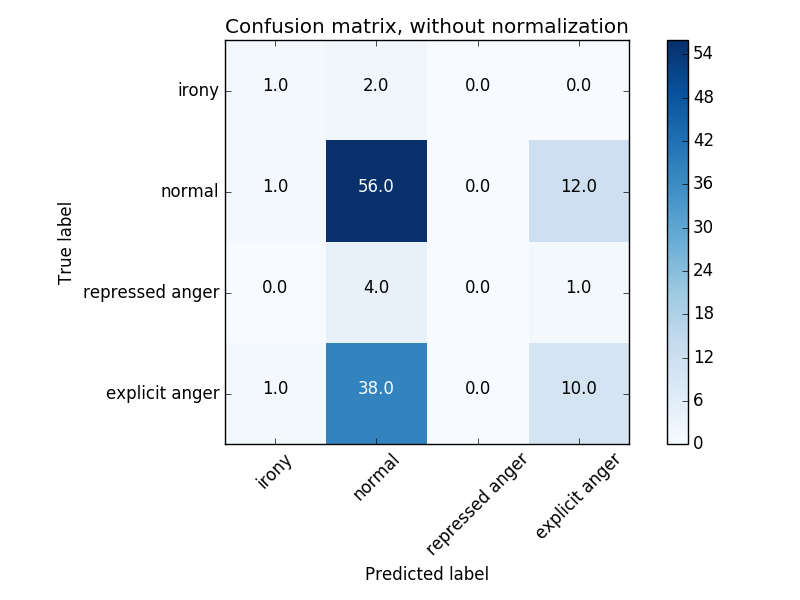 Confusion matrix, without normalization
True label
irony 1.0 2.0 0.0 0.0
normal 1.0 56.0 0.0 12.0
repressed anger 0.0 4.0 0.0 1.0
explicit anger 1.0 38.0 0.0 10.0
irony normal repressed anger explicit anger
Predicted label
54
48
42
36
30
24
18
12
6
0